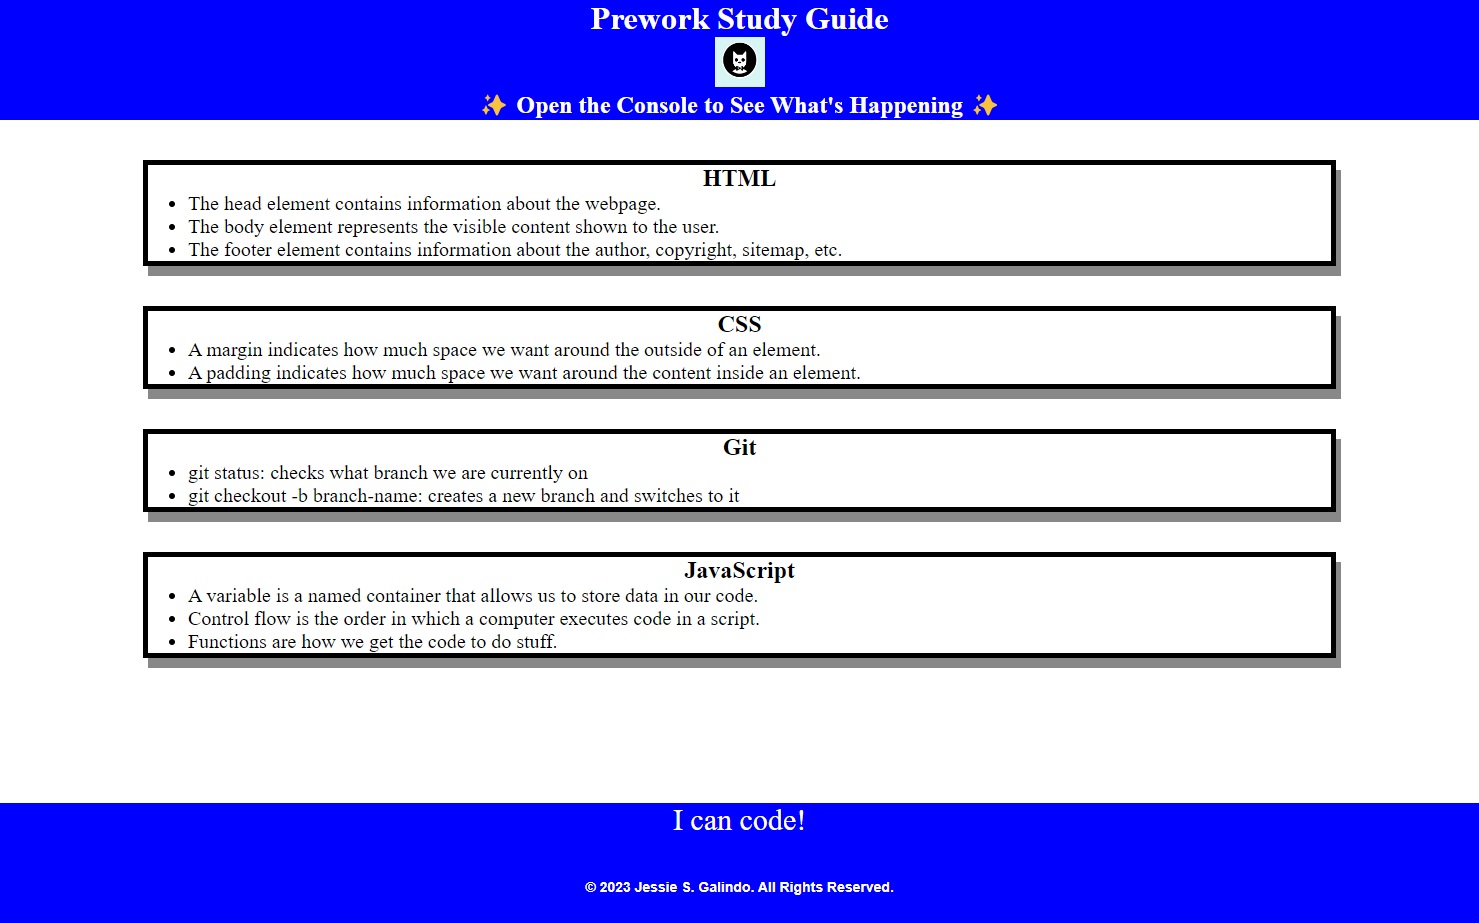 Prework Study Guide
✨ Open the Console to See What's Happening ✨
HTML
• The head element contains information about the webpage.
• The body element represents the visible content shown to the user.
• The footer element contains information about the author, copyright, sitemap, etc.
CSS
• A margin indicates how much space we want around the outside of an element.
• A padding indicates how much space we want around the content inside an element.
Git
• git status: checks what branch we are currently on
• git checkout -b branch-name: creates a new branch and switches to it
JavaScript
• A variable is a named container that allows us to store data in our code.
• Control flow is the order in which a computer executes code in a script.
• Functions are how we get the code to do stuff.
I can code!
© 2023 Jessie S. Galindo. All Rights Reserved.